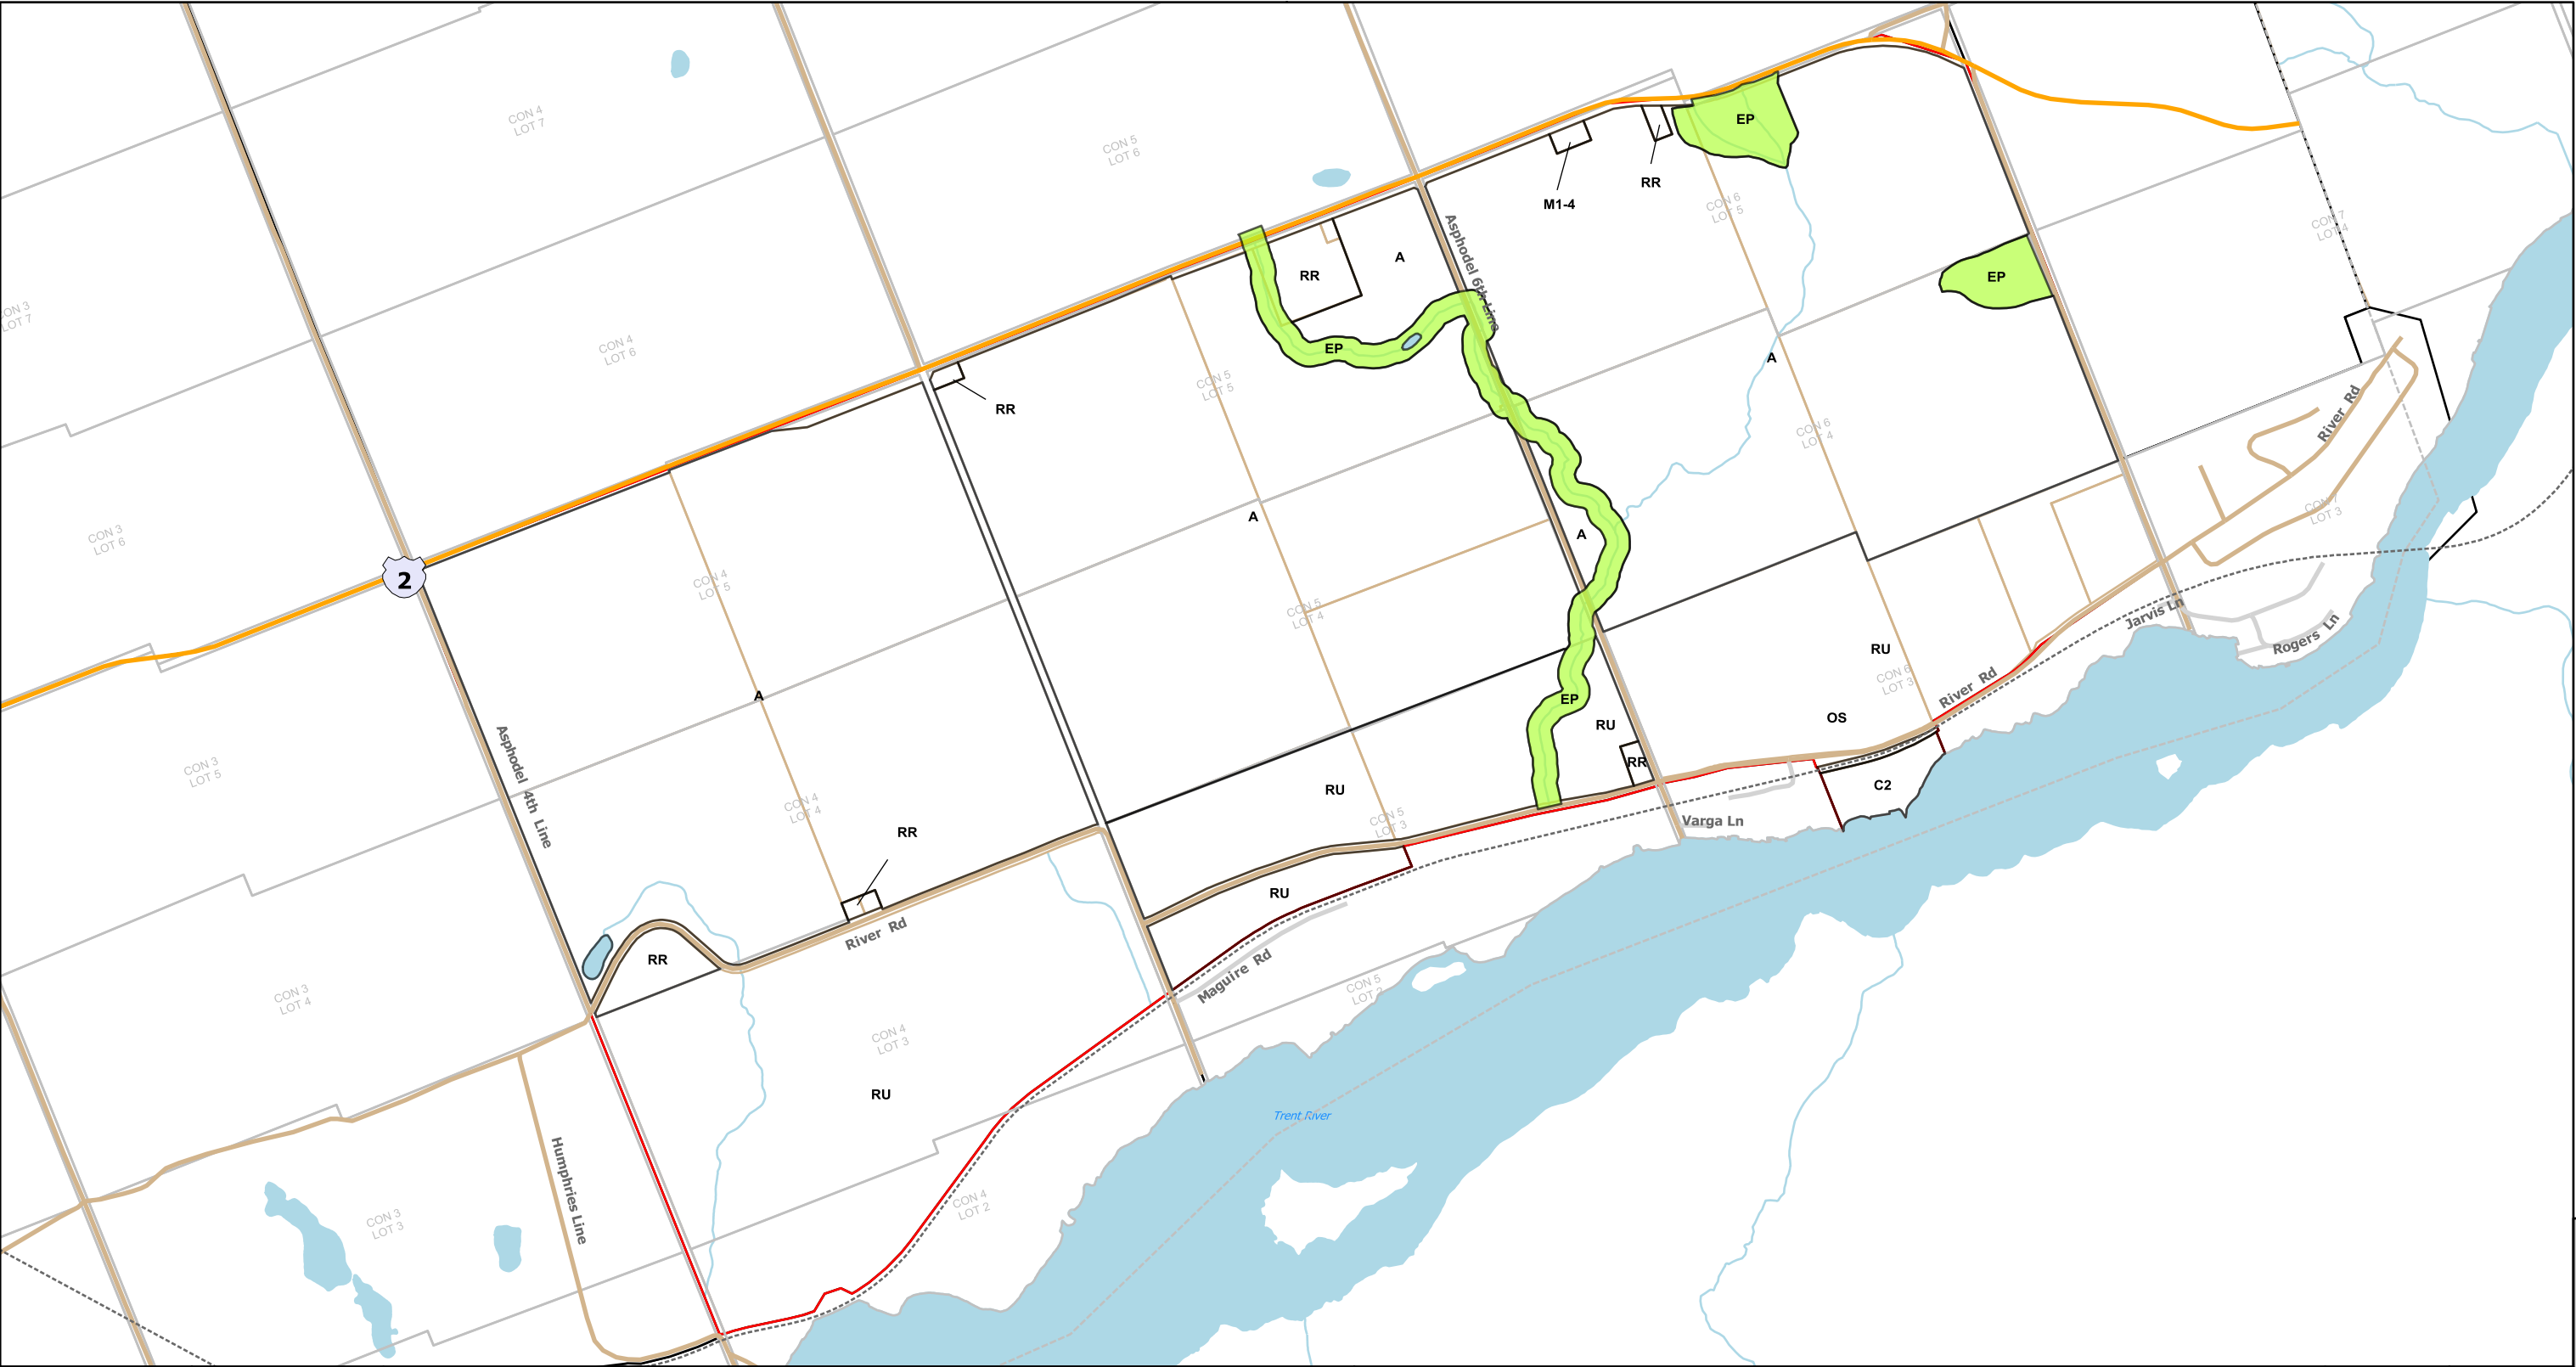 CON 4
LOT 7
EP
CON 5
LOT 6
RR
M1-4
CON 6
LOT 5
CON 7
LOT 4
Asphodel 6th Line
A
RR
EP
CON 3
LOT 7
CON 4
LOT 6
EP
A
CON 5
LOT 5
RR
River Rd
CON 6
LOT 4
A
CON 7
LOT 3
CON 3
LOT 6
A
2
CON 4
LOT 5
CON 5
LOT 4
Jarvis Ln
Rogers Ln
RU
CON 6
LOT 3
River Rd
A
EP
OS
RU
CON 3
LOT 5
Asphodel 4th Line
RR
C2
RU
CON 4
LOT 4
CON 5
LOT 3
Varga Ln
RR
RU
River Rd
RR
Maguire Rd
CON 3
LOT 4
CON 5
LOT 2
CON 4
LOT 3
RU
Trent River
Humphries Line
CON 4
LOT 2
CON 3
LOT 3